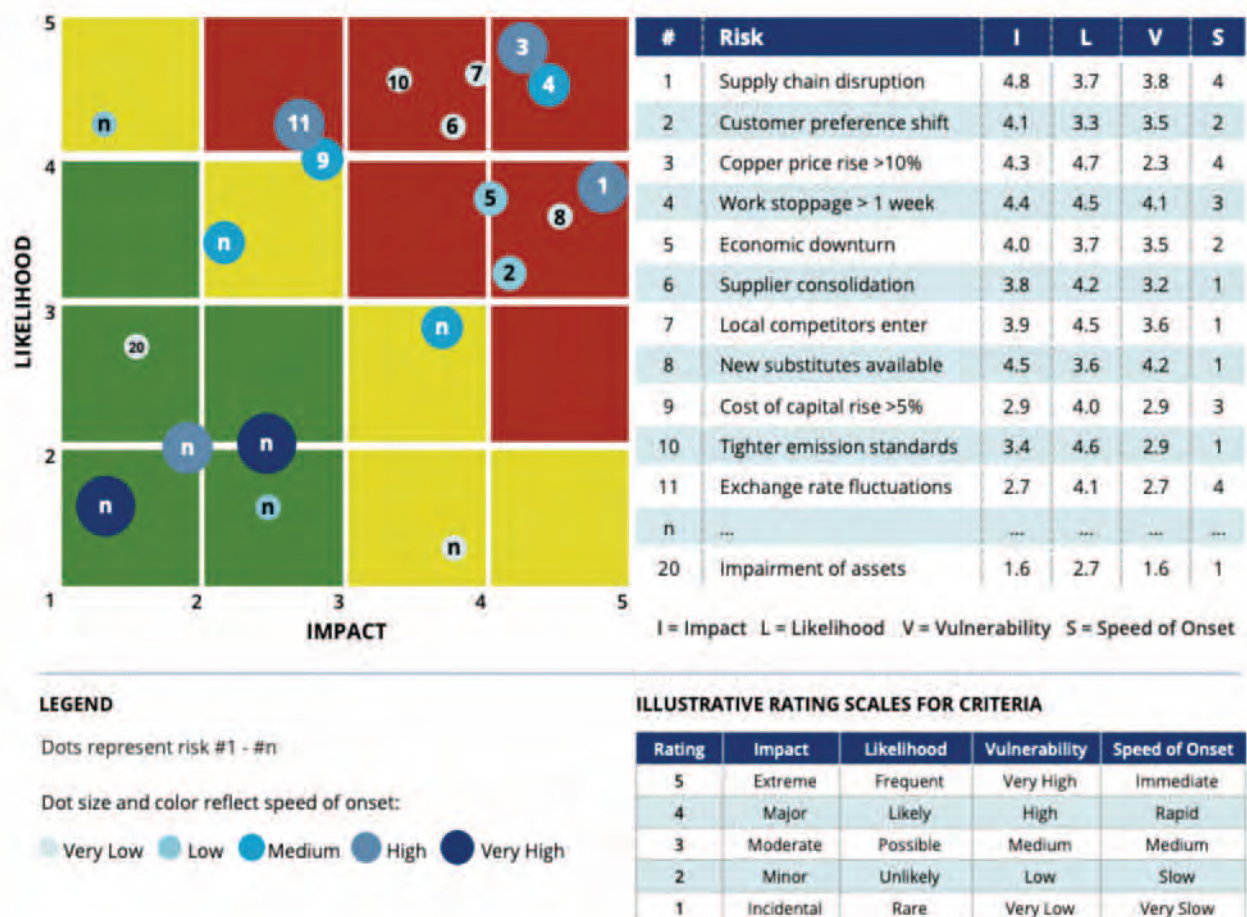 5
4
3
2
1
LIKELIHOOD
n
11
9
10
7
6
3
4
n
5
8
1
2
20
n
n
n
n
n
n
1 2 3 4 5
IMPACT
# Risk I L V S
1 Supply chain disruption 4.8 3.7 3.8 4
2 Customer preference shift 4.1 3.3 3.5 2
3 Copper price rise >10% 4.3 4.7 2.3 4
4 Work stoppage > 1 week 4.4 4.5 4.1 3
5 Economic downturn 4.0 3.7 3.5 2
6 Supplier consolidation 3.8 4.2 3.2 1
7 Local competitors enter 3.9 4.5 3.6 1
8 New substitutes available 4.5 3.6 4.2 1
9 Cost of capital rise >5% 2.9 4.0 2.9 3
10 Tighter emission standards 3.4 4.6 2.9 1
11 Exchange rate fluctuations 2.7 4.1 2.7 4
n ... ... ... ... ...
20 Impairment of assets 1.6 2.7 1.6 1
I = Impact L = Likelihood V = Vulnerability S = Speed of Onset
LEGEND
Dots represent risk #1 - #n
Dot size and color reflect speed of onset:
Very Low Low Medium High Very High
ILLUSTRATIVE RATING SCALES FOR CRITERIA
Rating Impact Likelihood Vulnerability Speed of Onset
5 Extreme Frequent Very High Immediate
4 Major Likely High Rapid
3 Moderate Possible Medium Medium
2 Minor Unlikely Low Slow
1 Incidental Rare Very Low Very Slow